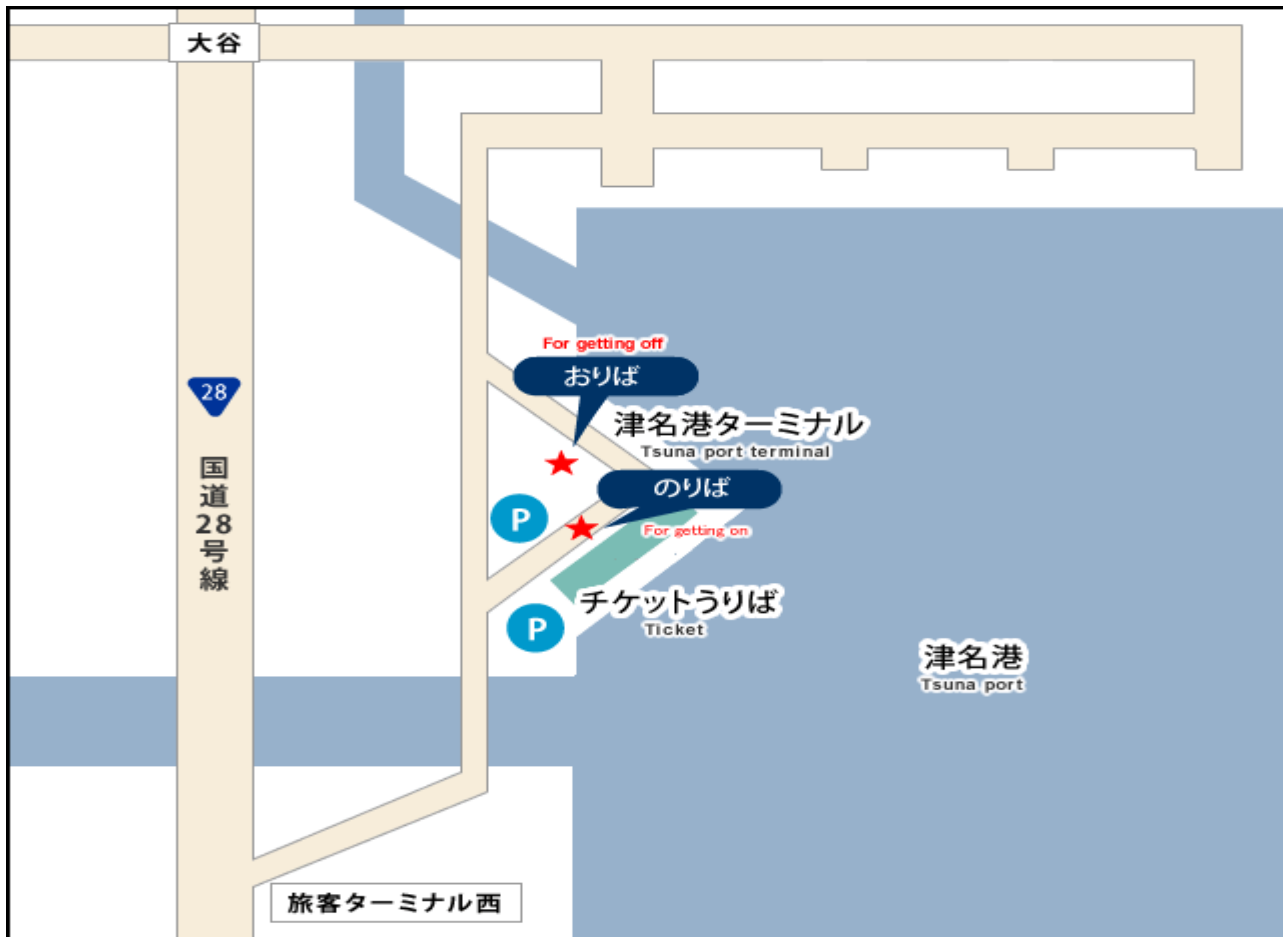 大谷
For getting off
おりば
28
津名港ターミナル
Tsuna port terminal
国道28号線
のりば
P
For getting on
チケットうりば
Ticket
P
津名港
Tsuna port
旅客ターミナル西